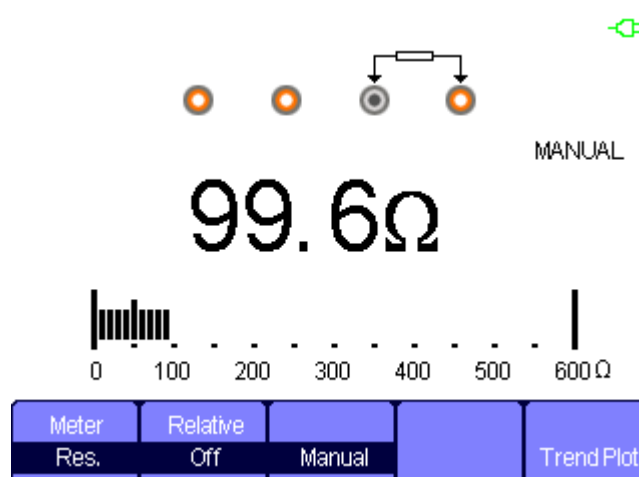 MANUAL
99.6Ω
0 100 200 300 400 500 600Ω
Meter Relative
Res. Off Manual Trend Plot